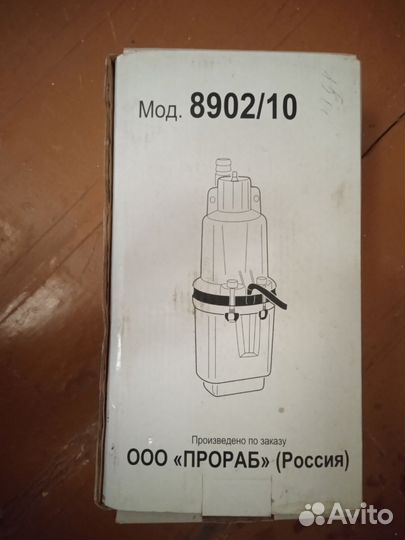 Мод. 8902/10
Произведено по заказу
ООО «ПРОРАБ» (Россия)
Avito